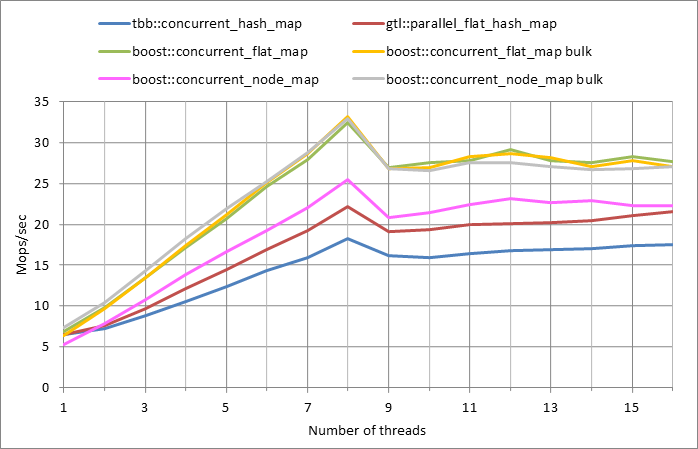 tbb::concurrent_hash_map gtl::parallel_flat_hash_map
boost::concurrent_flat_map boost::concurrent_flat_map bulk
boost::concurrent_node_map boost::concurrent_node_map bulk
35
30
25
20
15
10
5
0
Mops/sec
1 3 5 7 9 11 13 15
Number of threads